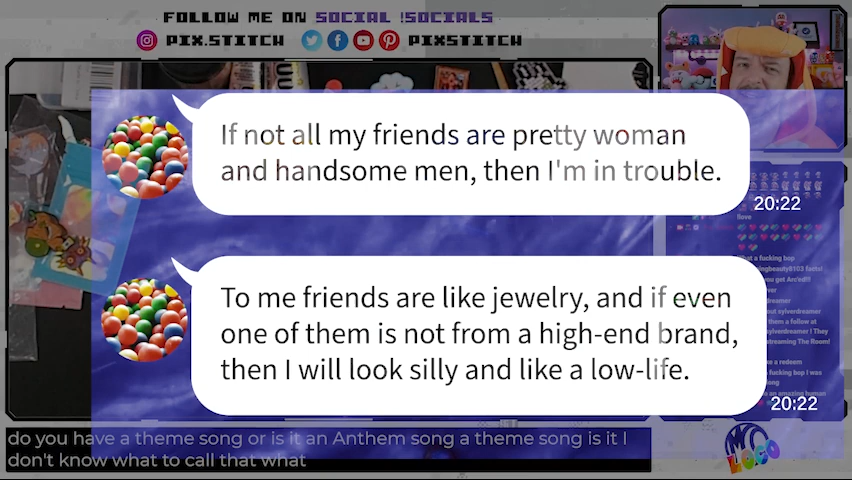 FOLLOW ME ON SOCIAL !SOCIALS
PIX.STITCH
PIXSTITCH
If not all my friends are pretty woman
and handsome men, then I'm in trouble.
20:22
To me friends are like jewelry, and if even
one of them is not from a high-end brand,
then I will look silly and like a low-life.
20:22
do you have a theme song or is it an Anthem song a theme song is it I
don't know what to call that what
LOCO